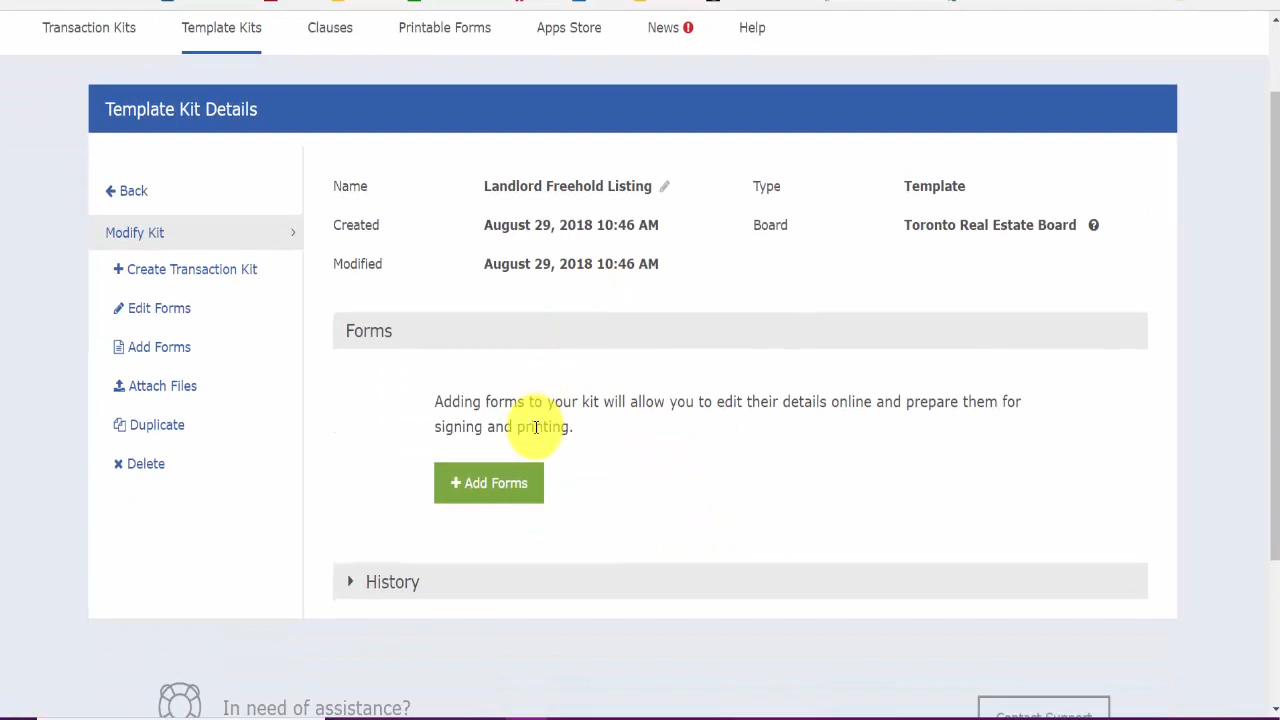 Transaction Kits Template Kits Clauses Printable Forms Apps Store News Help
Template Kit Details
Back
Modify Kit
Create Transaction Kit
Edit Forms
Add Forms
Attach Files
Duplicate
Delete
Name Landlord Freehold Listing Type Template
Created August 29, 2018 10:46 AM Board Toronto Real Estate Board
Modified August 29, 2018 10:46 AM
Forms
Adding forms to your kit will allow you to edit their details online and prepare them for
signing and printing.
+ Add Forms
History
In need of assistance?
Contact Support